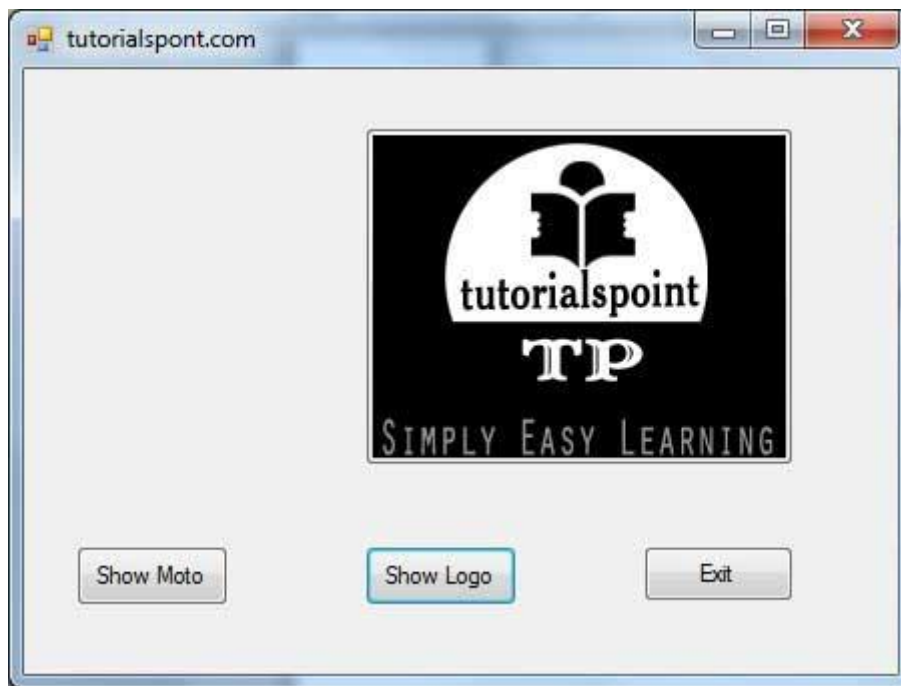 tutorialspont.com
tutorialspoint
TP
SIMPLY EASY LEARNING
Show Moto
Show Logo
Exit